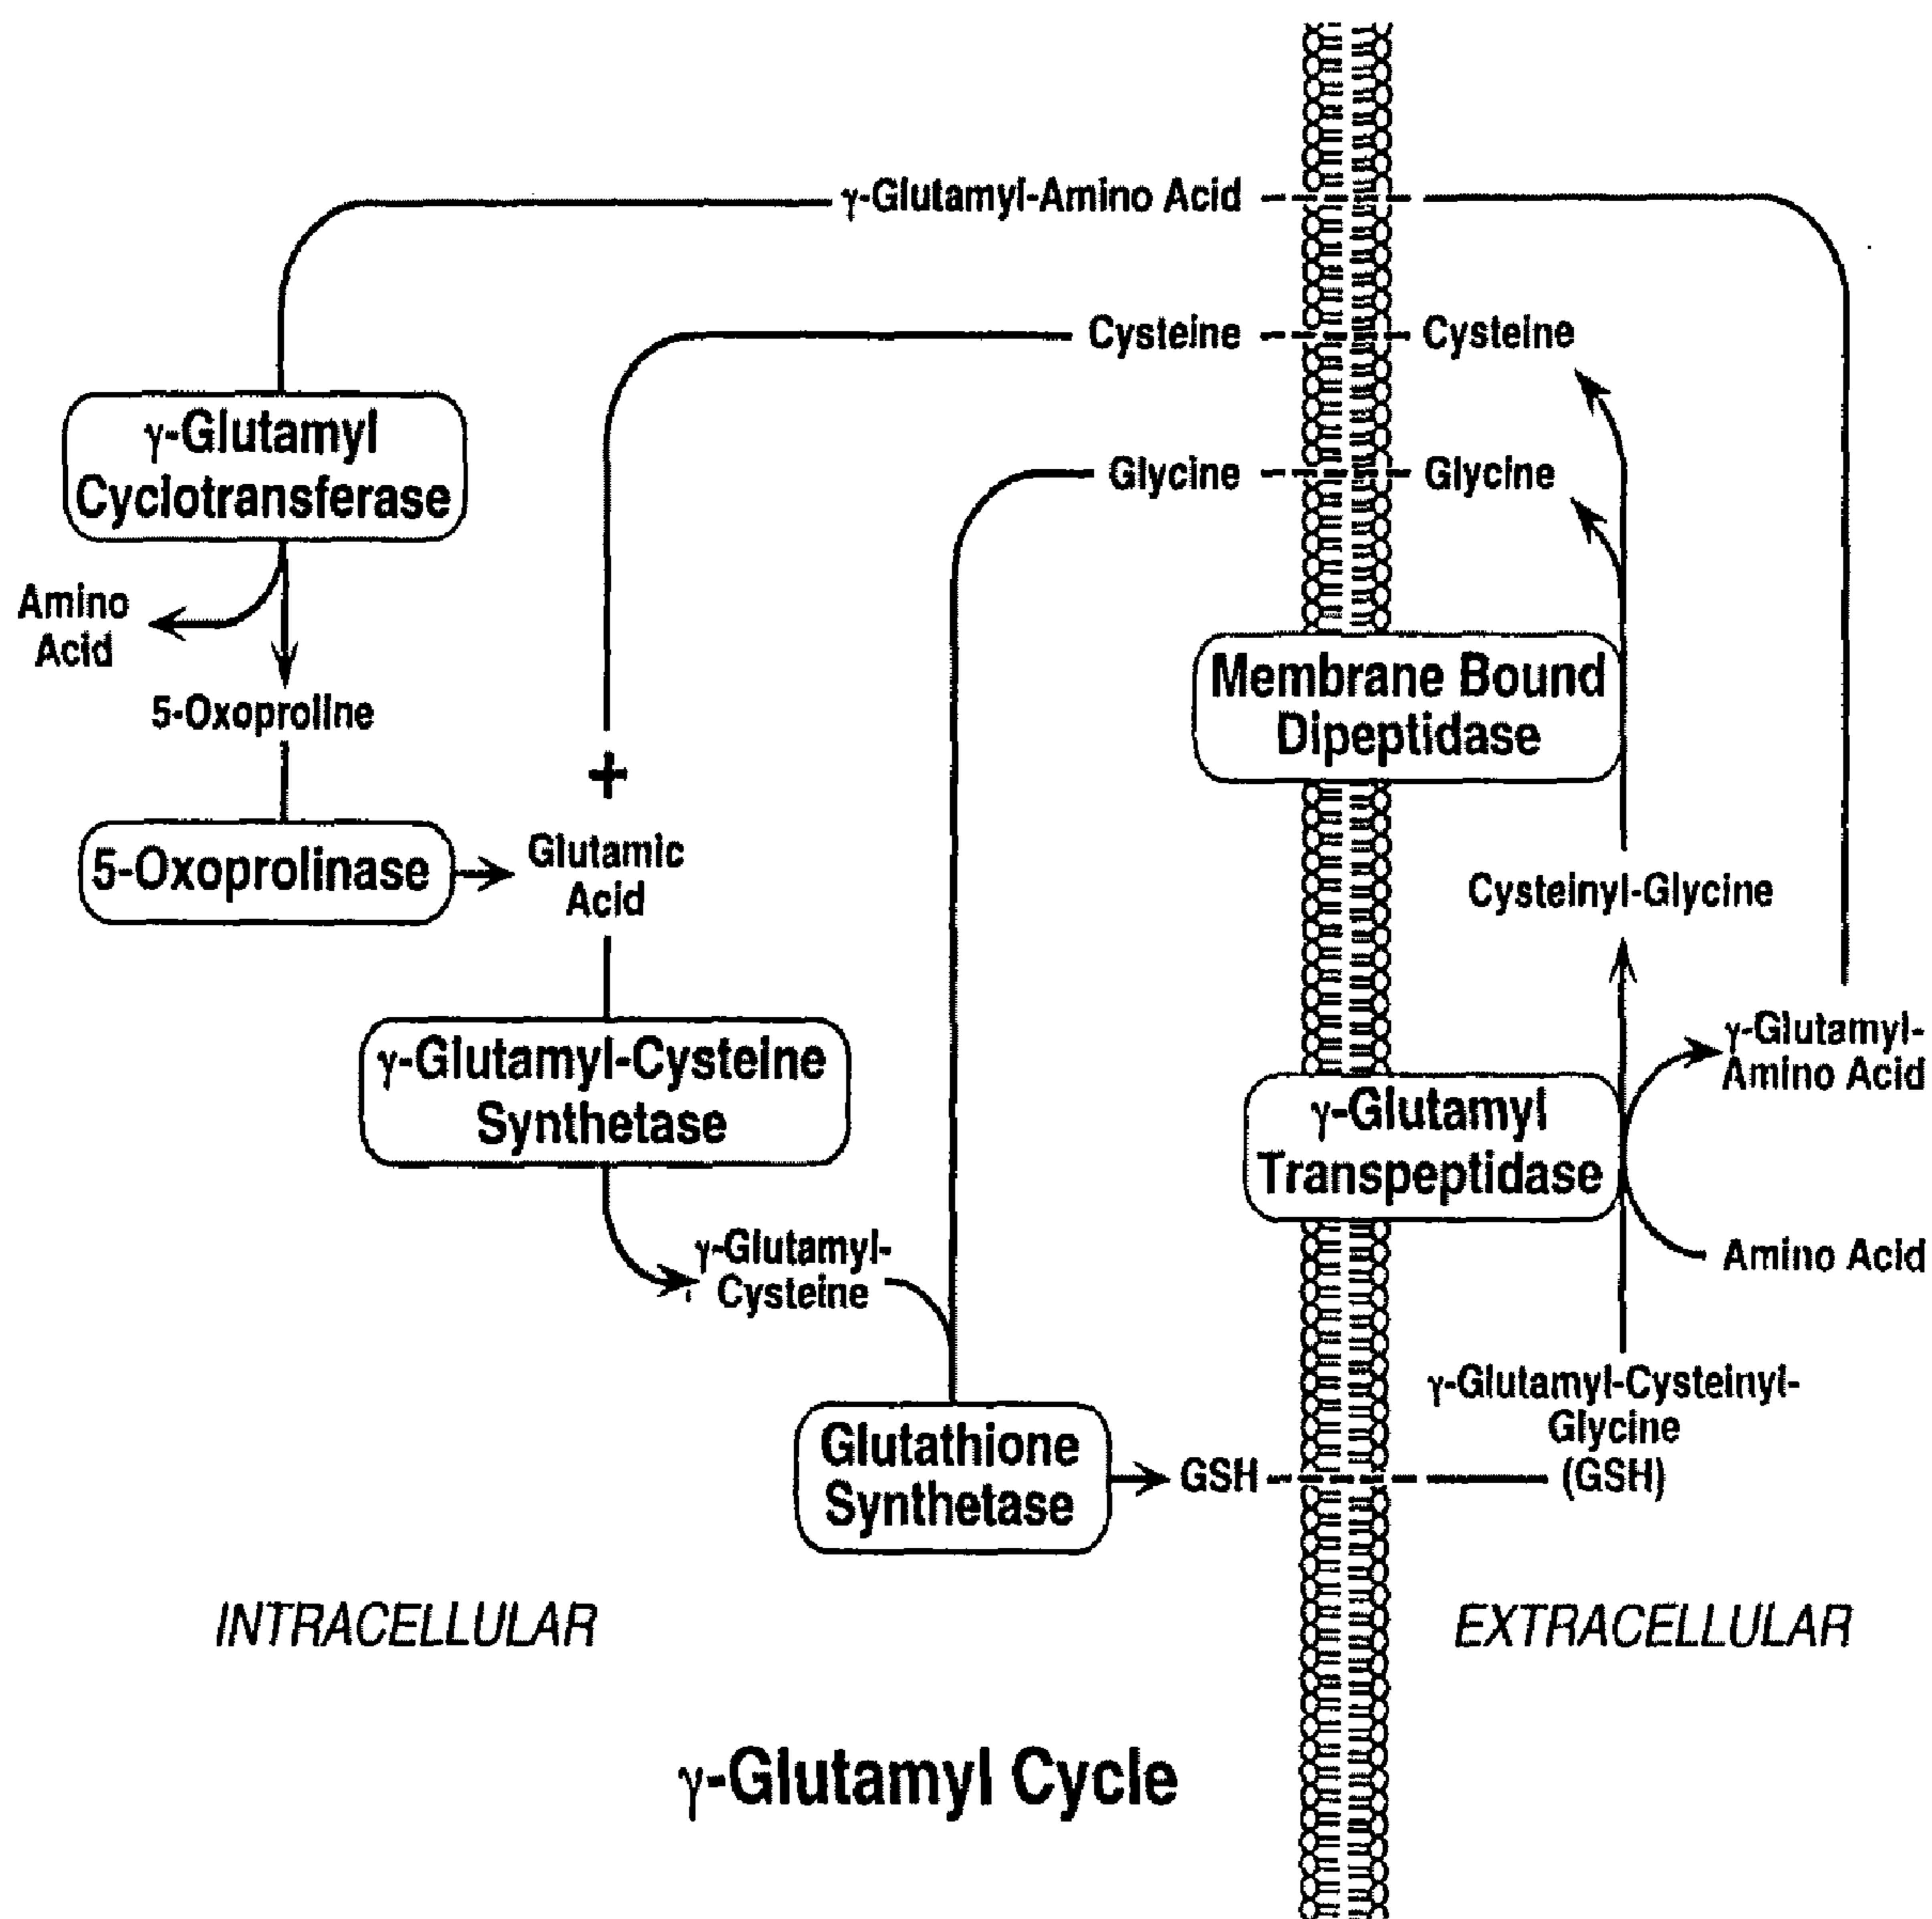 γ-Glutamyl-Amino Acid
Cysteine
Cysteine
Glycine
Glycine
γ-Glutamyl
Cyclotransferase
Amino
Acid
5-Oxoproline
Membrane Bound
Dipeptidase
+
5-Oxoprolinase
Glutamic
Acid
Cysteinyl-Glycine
γ-Glutamyl-Cysteine
Synthetase
γ-Glutamyl-
Amino Acid
γ-Glutamyl
Transpeptidase
Amino Acid
γ-Glutamyl-
Cysteine
γ-Glutamyl-Cysteinyl-
Glycine
(GSH)
Glutathione
Synthetase
GSH
INTRACELLULAR
EXTRACELLULAR
γ-Glutamyl Cycle